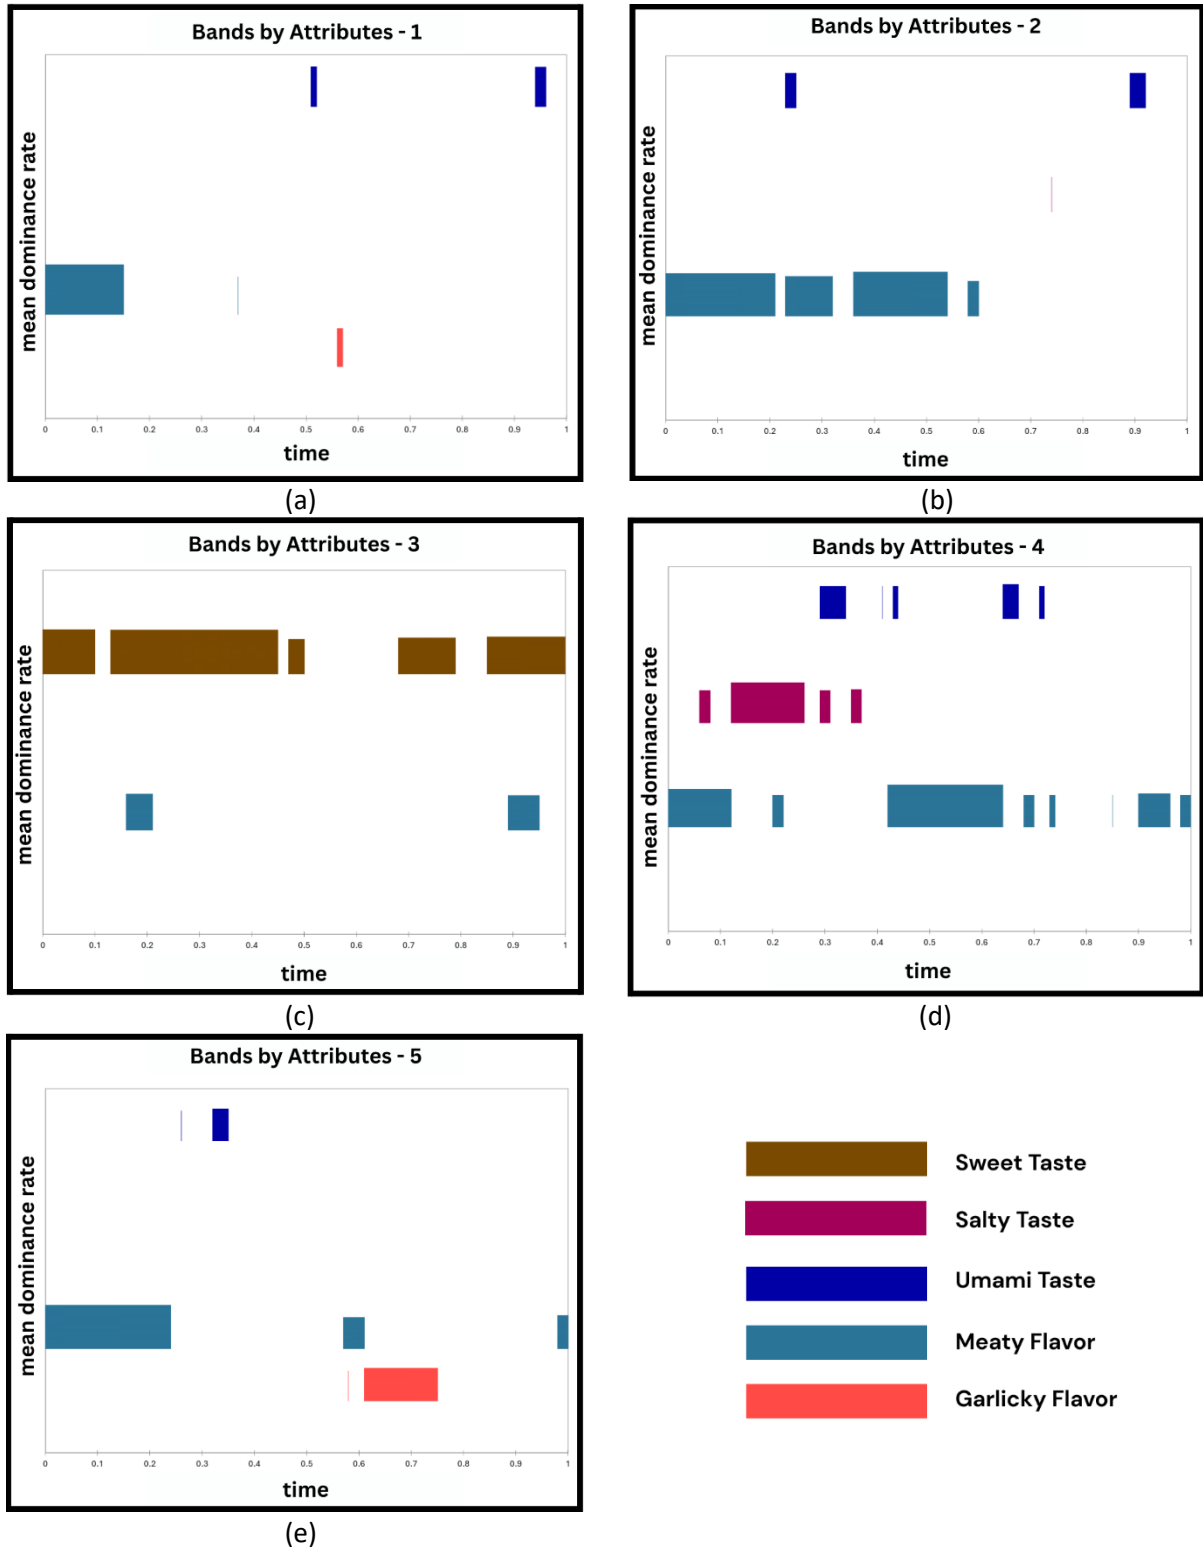 Bands by Attributes - 1
mean dominance rate
0 0.1 0.2 0.3 0.4 0.5 0.6 0.7 0.8 0.9 1
time
(a)
Bands by Attributes - 2
mean dominance rate
0 0.1 0.2 0.3 0.4 0.5 0.6 0.7 0.8 0.9 1
time
(b)
Bands by Attributes - 3
mean dominance rate
0 0.1 0.2 0.3 0.4 0.5 0.6 0.7 0.8 0.9 1
time
(c)
Bands by Attributes - 4
mean dominance rate
0 0.1 0.2 0.3 0.4 0.5 0.6 0.7 0.8 0.9 1
time
(d)
Bands by Attributes - 5
mean dominance rate
0 0.1 0.2 0.3 0.4 0.5 0.6 0.7 0.8 0.9 1
time
(e)
Sweet Taste
Salty Taste
Umami Taste
Meaty Flavor
Garlicky Flavor